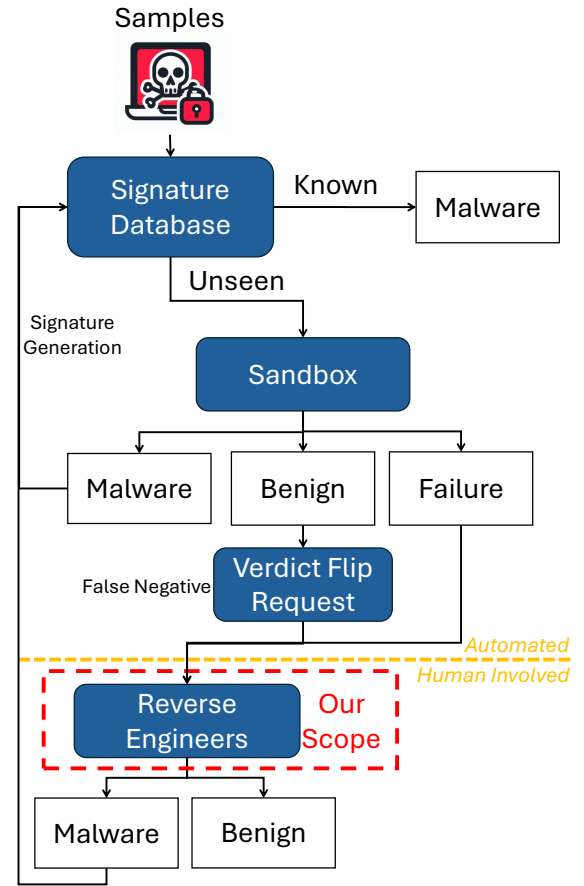 Samples
Signature
Database
Known
Malware
Unseen
Signature
Generation
Sandbox
Malware
Benign
Failure
False Negative
Verdict Flip
Request
Automated
Human Involved
Reverse
Engineers
Our
Scope
Malware
Benign